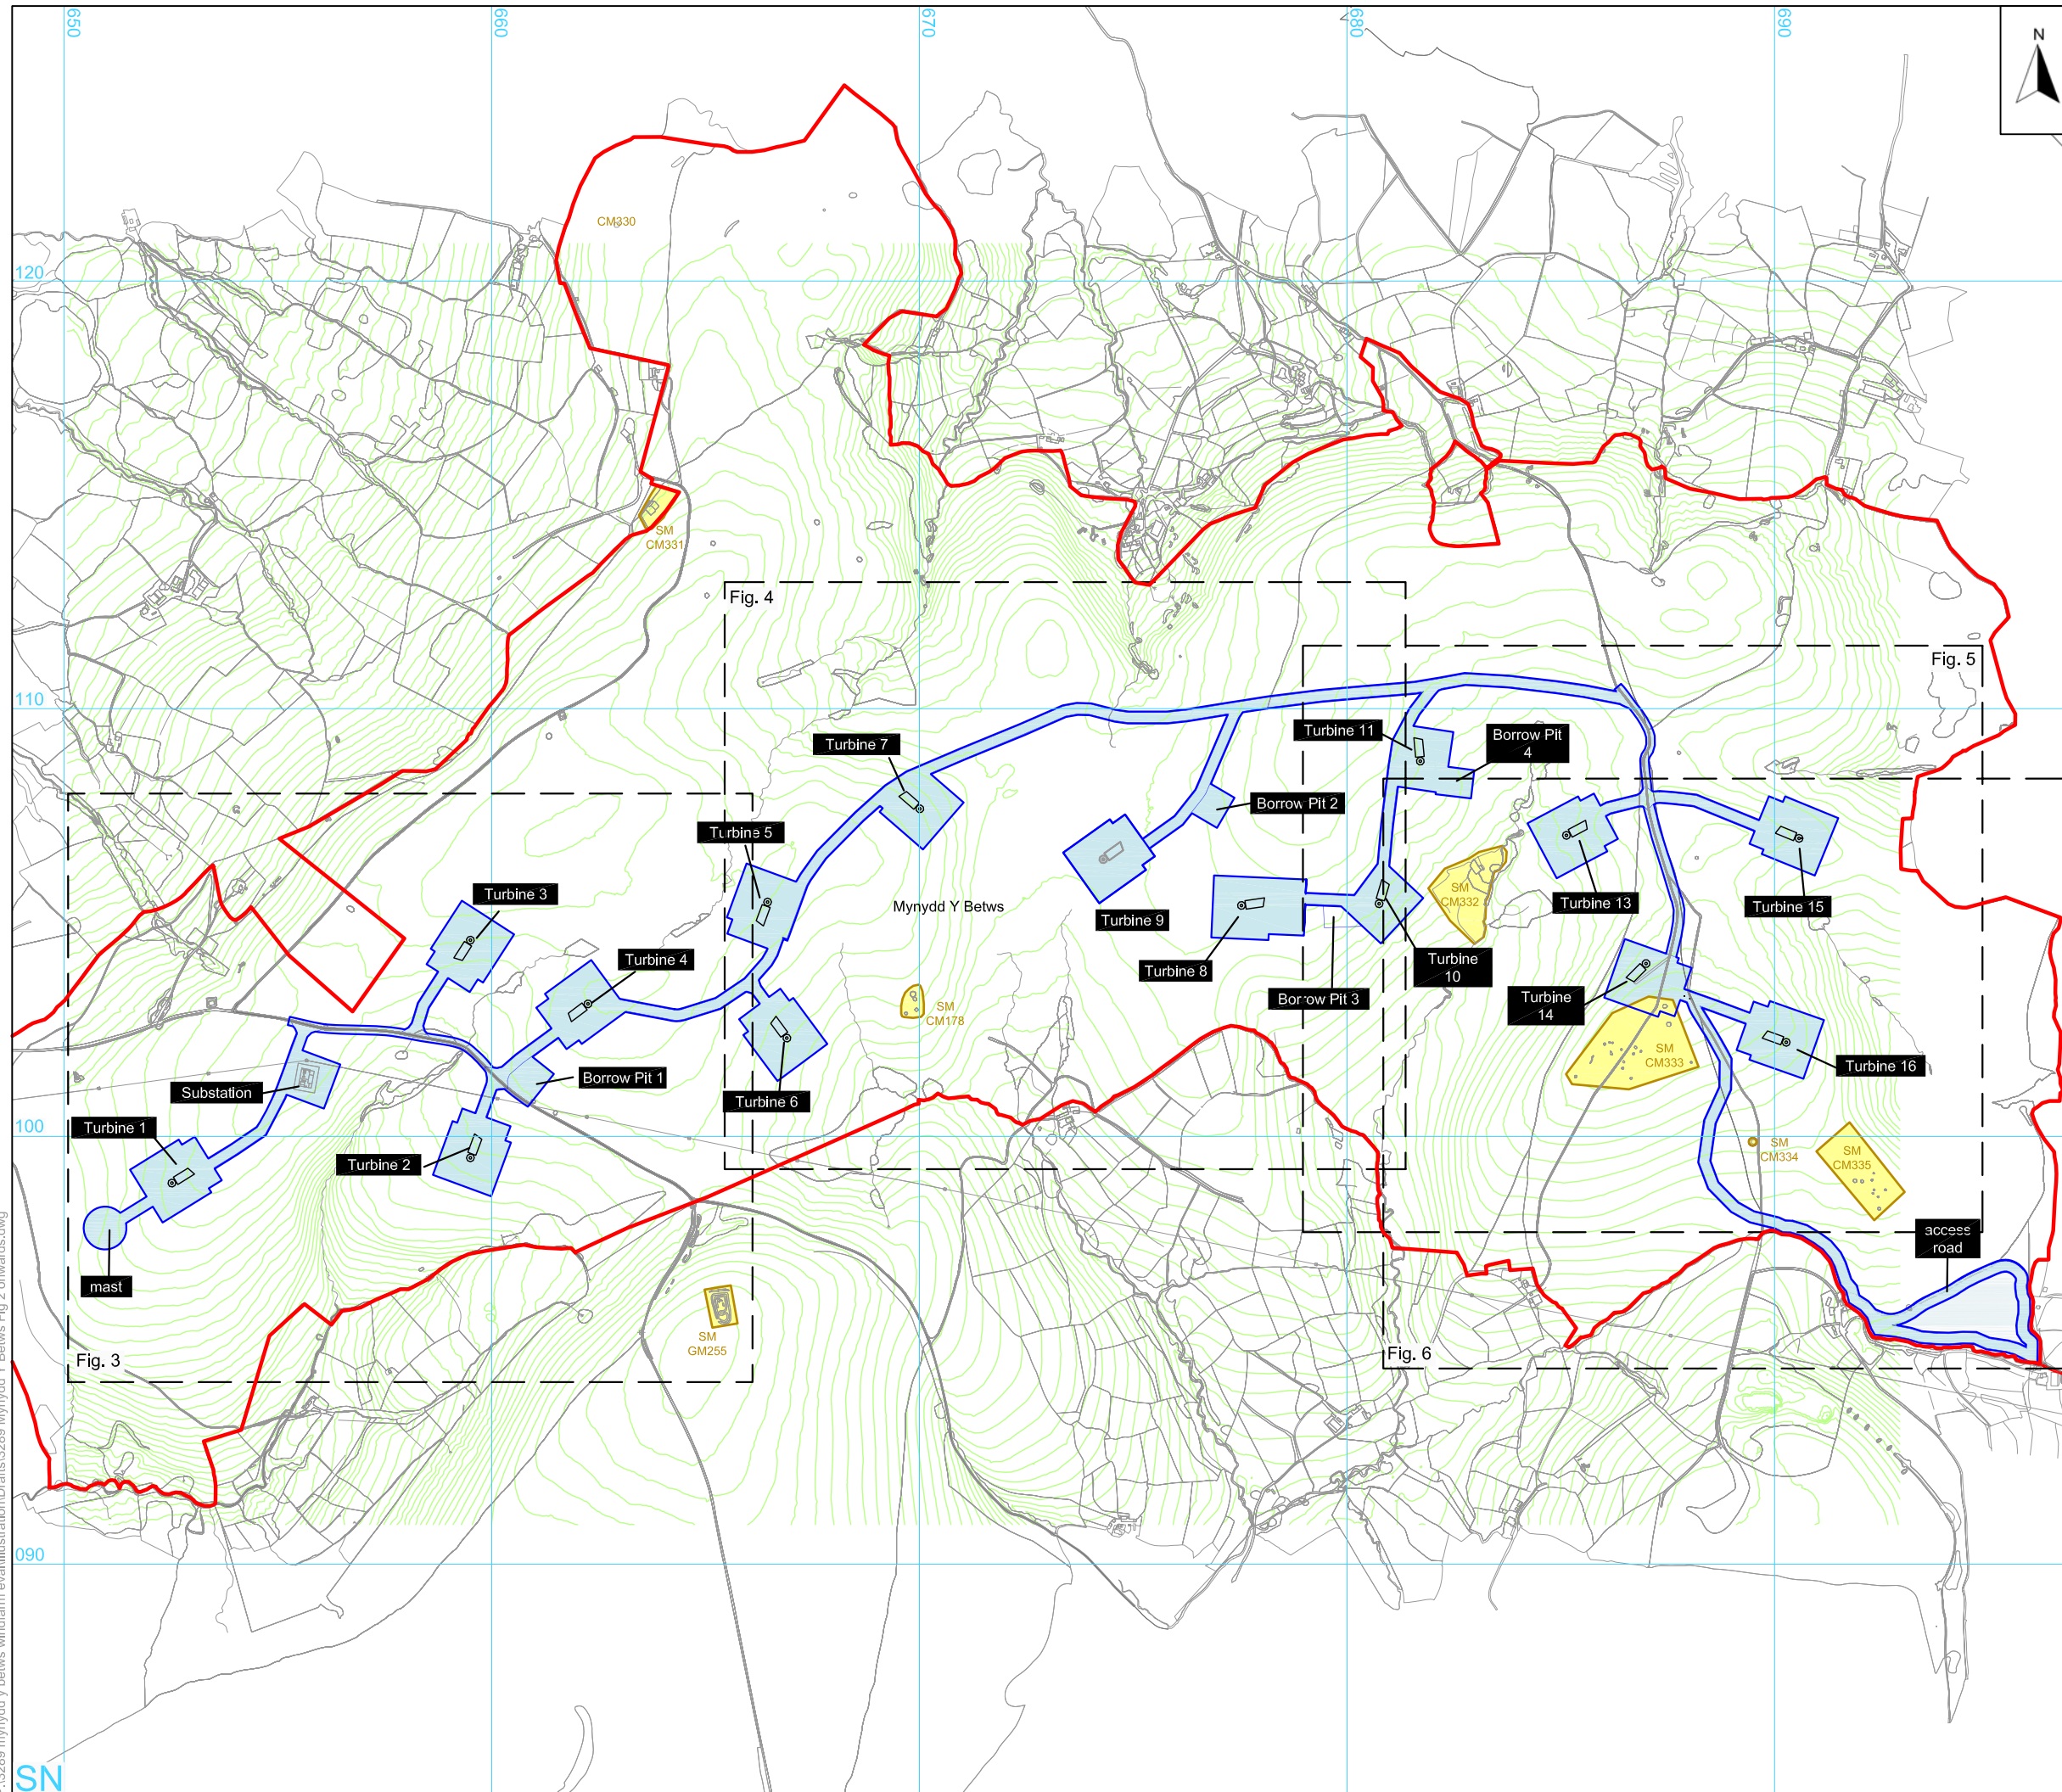 650
660
670
680
690
N
CM330
120
SM
CM331
Fig. 4
Fig. 5
110
Turbine 7
Turbine 11
Borrow Pit
4
Borrow Pit 2
Turbine 5
Turbine 3
Mynydd Y Betws
Turbine 9
SM
CM332
Turbine 13
Turbine 15
Turbine 4
Turbine 8
Turbine
10
Borrow Pit 3
Turbine
14
SM
CM178
SM
CM333
Turbine 16
Substation
Borrow Pit 1
Turbine 6
Turbine 1
100
Turbine 2
SM
CM334
SM
CM335
access
road
mast
SM
GM255
Fig. 3
Fig. 6
090
SN